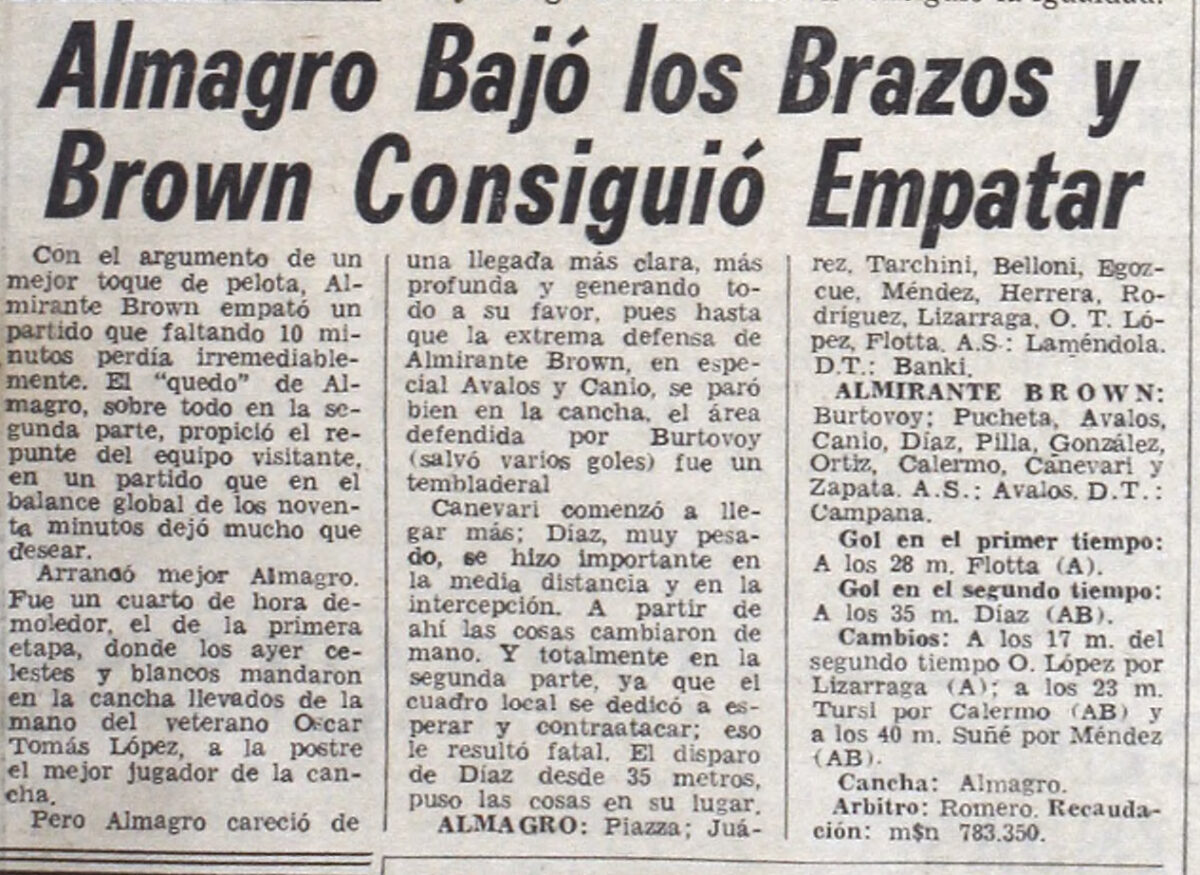 Almagro Bajó los Brazos y
Brown Consiguió Empatar
Con el argumento de un
mejor toque de pelota, Al-
mirante Brown empató un
partido que faltando 10 mi-
nutos perdía irremediable-
mente. El "quedo" de Al-
magro, sobre todo en la se-
gunda parte, propició el re-
punte del equipo visitante,
en un partido que en el
balance global de los noven-
ta minutos dejó mucho que
desear.
Arrancó mejor Almagro.
Fue un cuarto de hora de-
moledor, el de la primera
etapa, donde los ayer ce-
lestes y blancos mandaron
en la cancha llevados de la
mano del veterano Oscar
Tomás López, a la postre
el mejor jugador de la can-
cha.
Pero Almagro careció de
una llegada más clara, más
profunda y generando to-
do a su favor, pues hasta
que la extrema defensa de
Almirante Brown, en espe-
cial Avalos y Canio, se paró
bien en la cancha, el área
defendida por Burtovoy
(salvó varios goles) fue un
tembladeral
Canevari comenzó a lle-
gar más; Díaz, muy pesa-
do, se hizo importante en
la media distancia y en la
intercepción. A partir de
ahí las cosas cambiaron de
mano. Y totalmente en la
segunda parte, ya que el
cuadro local se dedicó a es-
perar y contraatacar; eso
le resultó fatal. El disparo
de Díaz desde 35 metros,
puso las cosas en su lugar.
ALMAGRO: Piazza; Juá-
rez, Tarchini, Belloni, Egoz-
cue, Méndez, Herrera, Ro-
dríguez, Lizarraga, O. T. Ló-
pez, Flotta. A.S.: Laméndola.
D.T.: Banki.
ALMIRANTE BROWN:
Burtovoy; Pucheta, Avalos,
Canio, Díaz, Pilla, González,
Ortiz, Calermo, Canevari y
Zapata. A.S.: Avalos. D.T.:
Campana.
Gol en el primer tiempo:
A los 28 m. Flotta (A).
Gol en el segundo tiempo:
A los 35 m. Díaz (AB).
Cambios: A los 17 m. del
segundo tiempo O. López por
Lizarraga (A); a los 23 m.
Tursi por Calermo (AB) y
a los 40 m. Suñé por Méndez
(AB).
Cancha: Almagro.
Arbitro: Romero. Recauda-
ción: m$n 783.350.